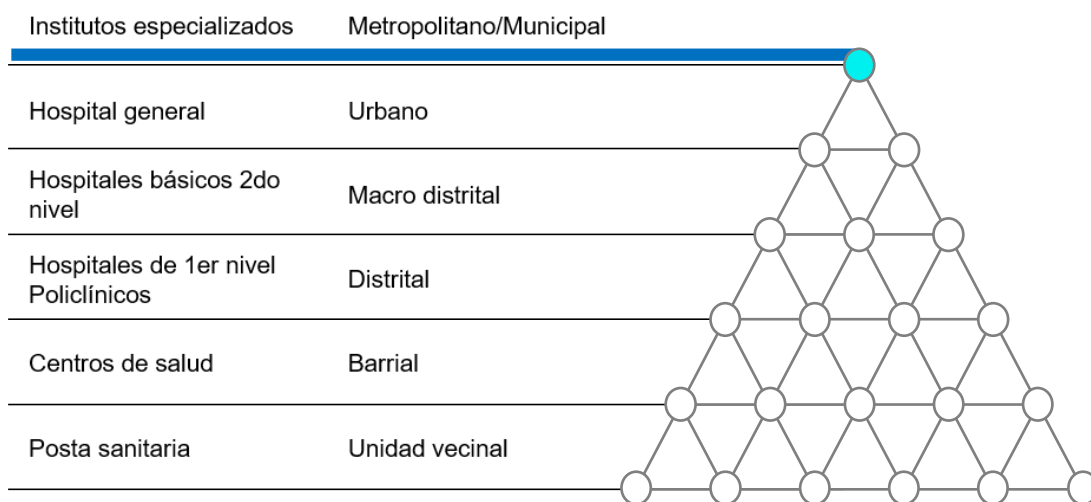 Institutos especializados Metropolitano/Municipal
Hospital general Urbano
Hospitales básicos 2do
nivel
Macro distrital
Hospitales de 1er nivel
Policlínicos
Distrital
Centros de salud Barrial
Posta sanitaria Unidad vecinal